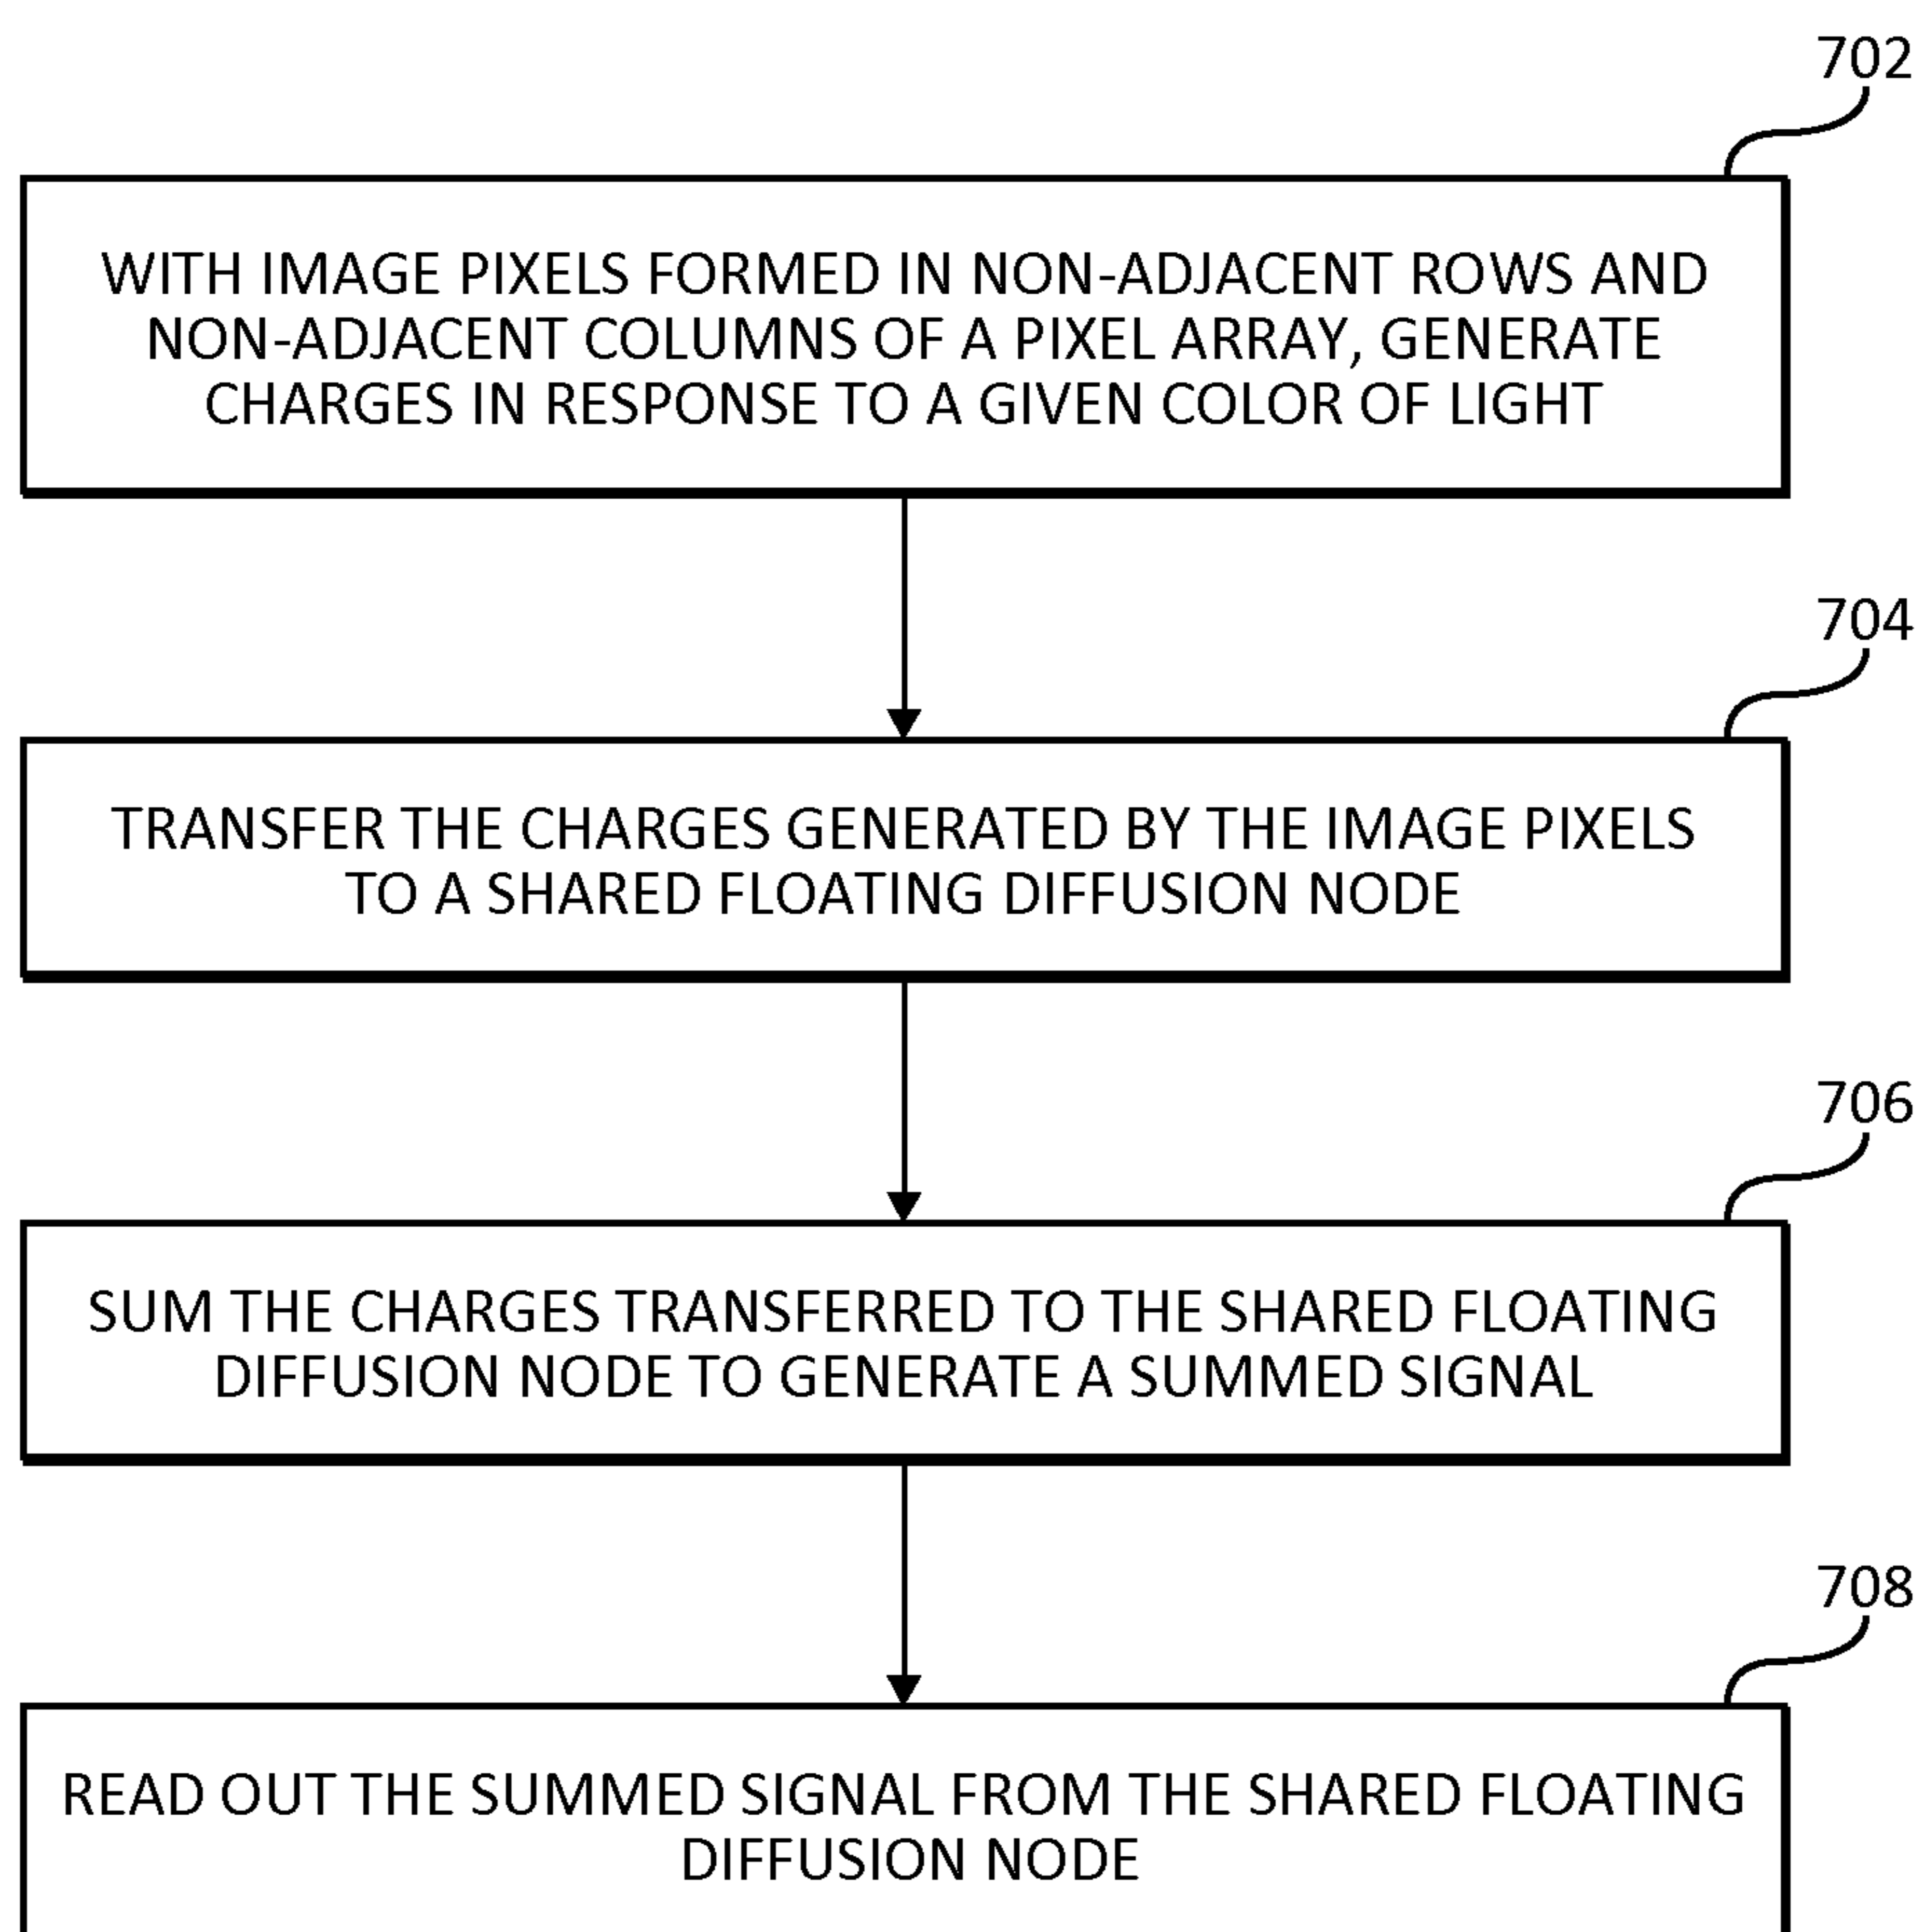 702
WITH IMAGE PIXELS FORMED IN NON-ADJACENT ROWS AND
NON-ADJACENT COLUMNS OF A PIXEL ARRAY, GENERATE
CHARGES IN RESPONSE TO A GIVEN COLOR OF LIGHT
704
TRANSFER THE CHARGES GENERATED BY THE IMAGE PIXELS
TO A SHARED FLOATING DIFFUSION NODE
706
SUM THE CHARGES TRANSFERRED TO THE SHARED FLOATING
DIFFUSION NODE TO GENERATE A SUMMED SIGNAL
708
READ OUT THE SUMMED SIGNAL FROM THE SHARED FLOATING
DIFFUSION NODE